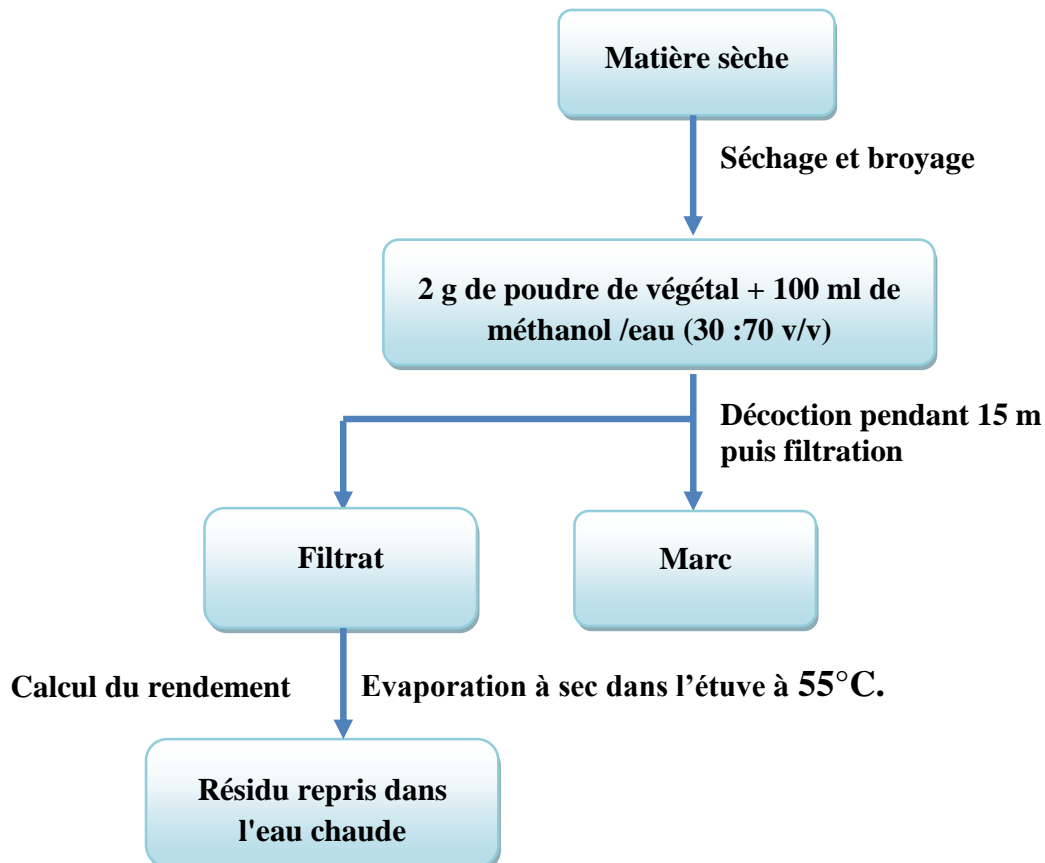 Matière sèche
Séchage et broyage
2 g de poudre de végétal + 100 ml de
méthanol /eau (30 :70 v/v)
Décoction pendant 15 m
puis filtration
Filtrat
Marc
Calcul du rendement
Evaporation à sec dans l’étuve à 55°C.
Résidu repris dans
l'eau chaude